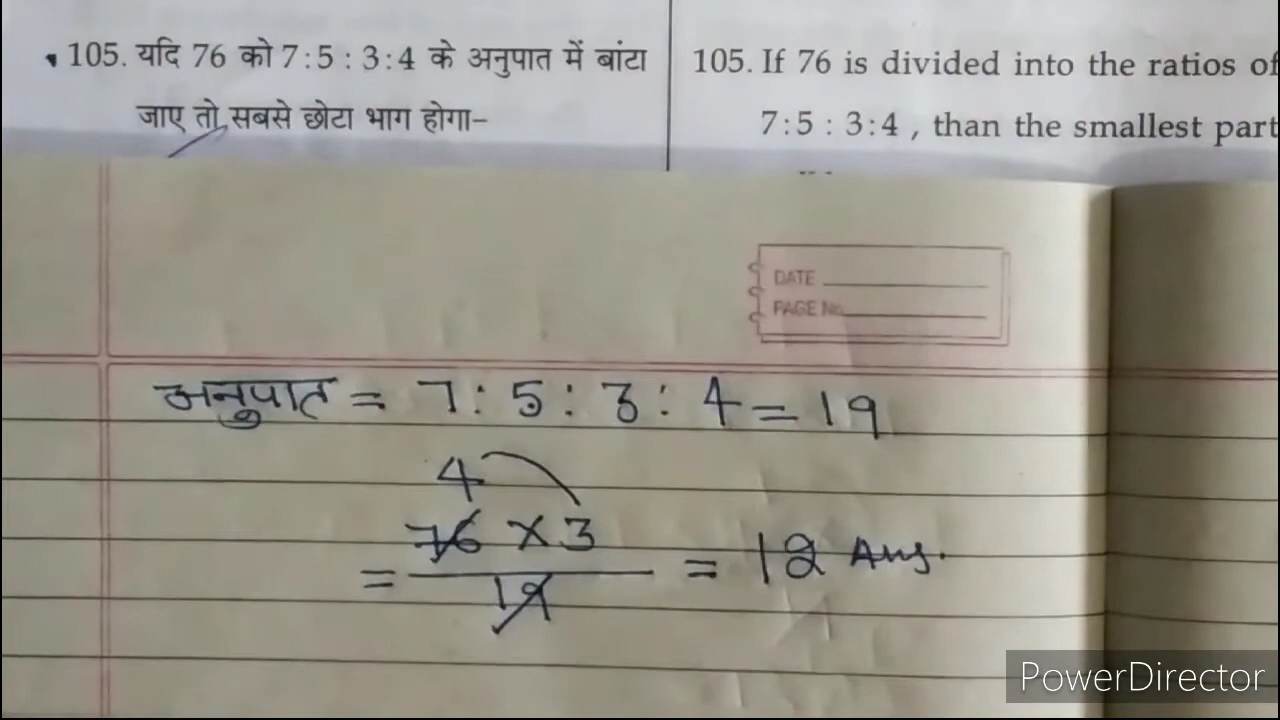 105. यदि 76 को 7:5 : 3:4 के अनुपात में बांटा
जाए तो सबसे छोटा भाग होगा-
105. If 76 is divided into the ratios of
7:5 : 3:4 , than the smallest part
DATE
PAGE No.
अनुपात = 7 : 5 : 3 : 4 = 19
4
= 76 × 3 / 19 = 12 Ans.
PowerDirector